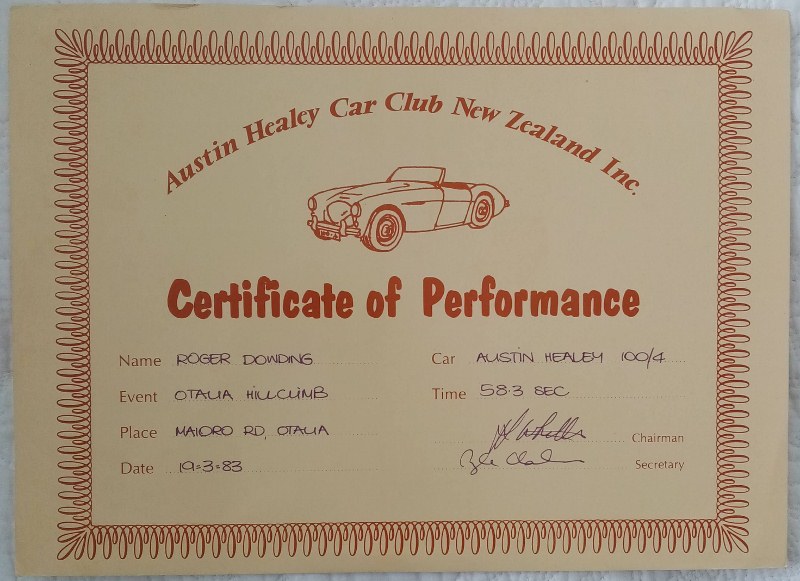 Austin Healey Car Club New Zealand Inc.
Certificate of Performance
Name ROGER DOWDING
Car AUSTIN HEALEY 100/4
Event OTAUA HILLCLIMB
Time 58.3 SEC
Place MAIORO RD, OTAUA
Chairman
Date 19=3=83
Secretary